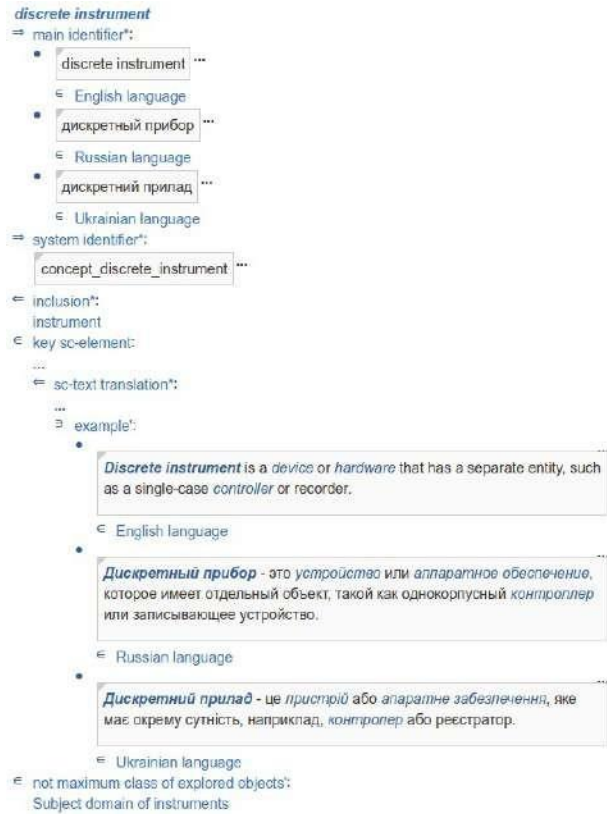 discrete instrument
⇒ main identifier*:
• discrete instrument ...
∈ English language
• дискретный прибор ...
∈ Russian language
• дискретний прилад ...
∈ Ukrainian language
⇒ system identifier*:
concept_discrete_instrument ...
⇐ inclusion*:
instrument
∈ key sc-element:
...
⇐ sc-text translation*:
...
∋ example':
• ...
Discrete instrument is a device or hardware that has a separate entity, such
as a single-case controller or recorder.
∈ English language
• ...
Дискретный прибор - это устройство или аппаратное обеспечение,
которое имеет отдельный объект, такой как однокорпусный контроллер
или записывающее устройство.
∈ Russian language
• ...
Дискретний прилад - це пристрій або апаратне забезпечення, яке
має окрему сутність, наприклад, контролер або реєстратор.
∈ Ukrainian language
∈ not maximum class of explored objects':
Subject domain of instruments